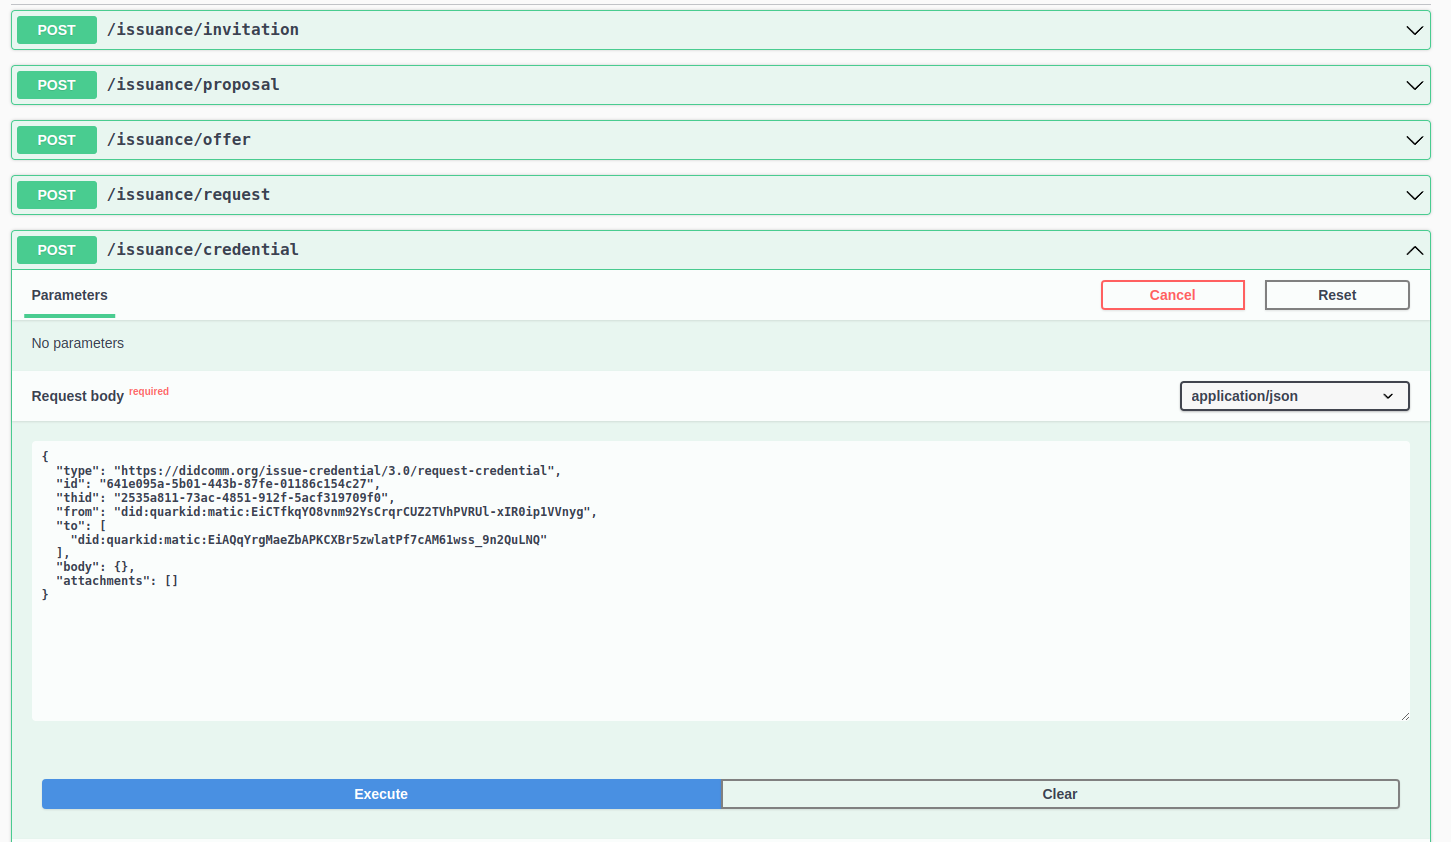 POST /issuance/invitation
POST /issuance/proposal
POST /issuance/offer
POST /issuance/request
POST /issuance/credential
Parameters Cancel Reset
No parameters
Request body required application/json
{
  "type": "https://didcomm.org/issue-credential/3.0/request-credential",
  "id": "641e095a-5b01-443b-87fe-01186c154c27",
  "thid": "2535a811-73ac-4851-912f-5acf319709f0",
  "from": "did:quarkid:matic:EiCTfkqYO8vnm92YsCrqrCUZ2TVhPVRUl-xIR0ip1VVnyg",
  "to": [
    "did:quarkid:matic:EiAQqYrgMaeZbAPKCXBr5zwlatPf7cAM61wss_9n2QuLNQ"
  ],
  "body": {},
  "attachments": []
}
Execute Clear